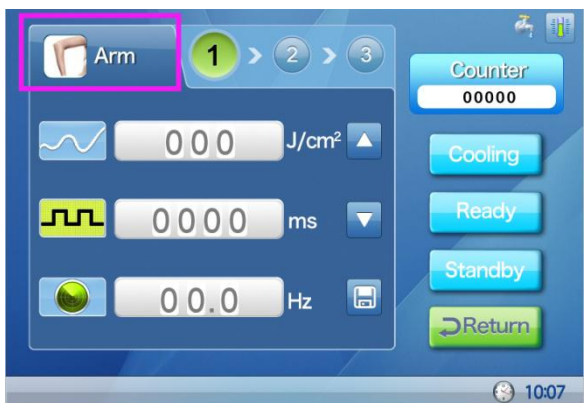 Arm
1 > 2 > 3
Counter
00000
000 J/cm²
Cooling
0000 ms
Ready
Standby
00.0 Hz
Return
10:07